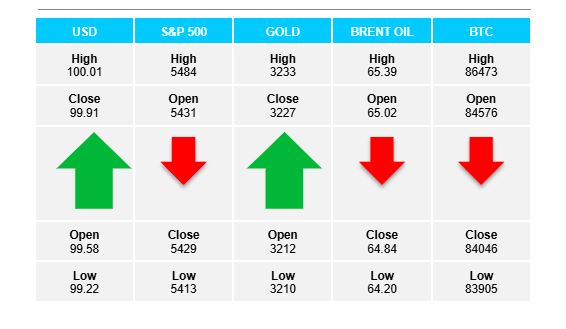 USD S&P 500 GOLD BRENT OIL BTC
High High High High High
100.01 5484 3233 65.39 86473
Close Open Close Open Open
99.91 5431 3227 65.02 84576
Open Close Open Close Close
99.58 5429 3212 64.84 84046
Low Low Low Low Low
99.22 5413 3210 64.20 83905